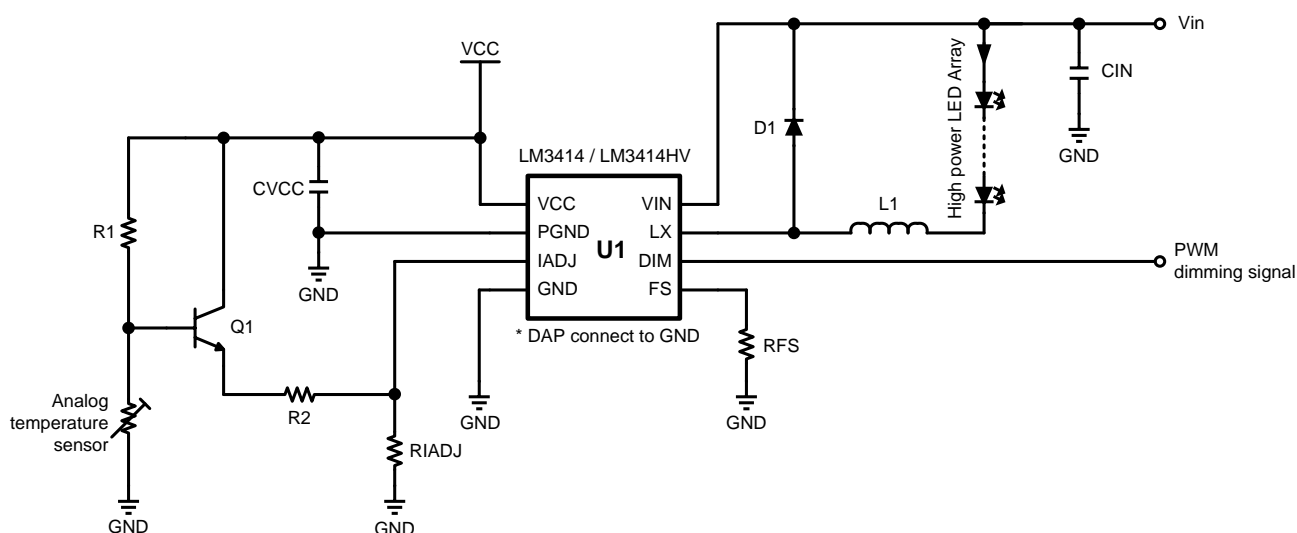 Vin
VCC
High power LED Array
CIN
D1
GND
LM3414 / LM3414HV
CVCC
VCC
VIN
L1
R1
PGND
LX
U1
IADJ
DIM
PWM
dimming signal
GND
GND
FS
Q1
* DAP connect to GND
RFS
Analog
temperature
sensor
R2
GND
GND
RIADJ
GND
GND